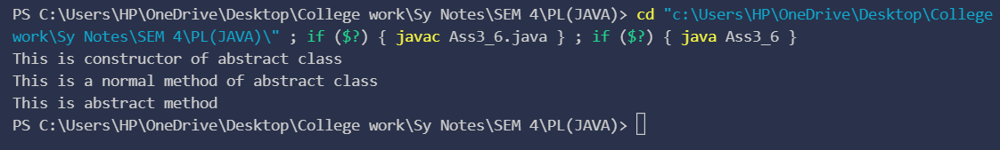 PS C:\Users\HP\OneDrive\Desktop\College work\Sy Notes\SEM 4\PL(JAVA)> cd "c:\Users\HP\OneDrive\Desktop\College
work\Sy Notes\SEM 4\PL(JAVA)\" ; if ($?) { javac Ass3_6.java } ; if ($?) { java Ass3_6 }
This is constructor of abstract class
This is a normal method of abstract class
This is abstract method
PS C:\Users\HP\OneDrive\Desktop\College work\Sy Notes\SEM 4\PL(JAVA)>